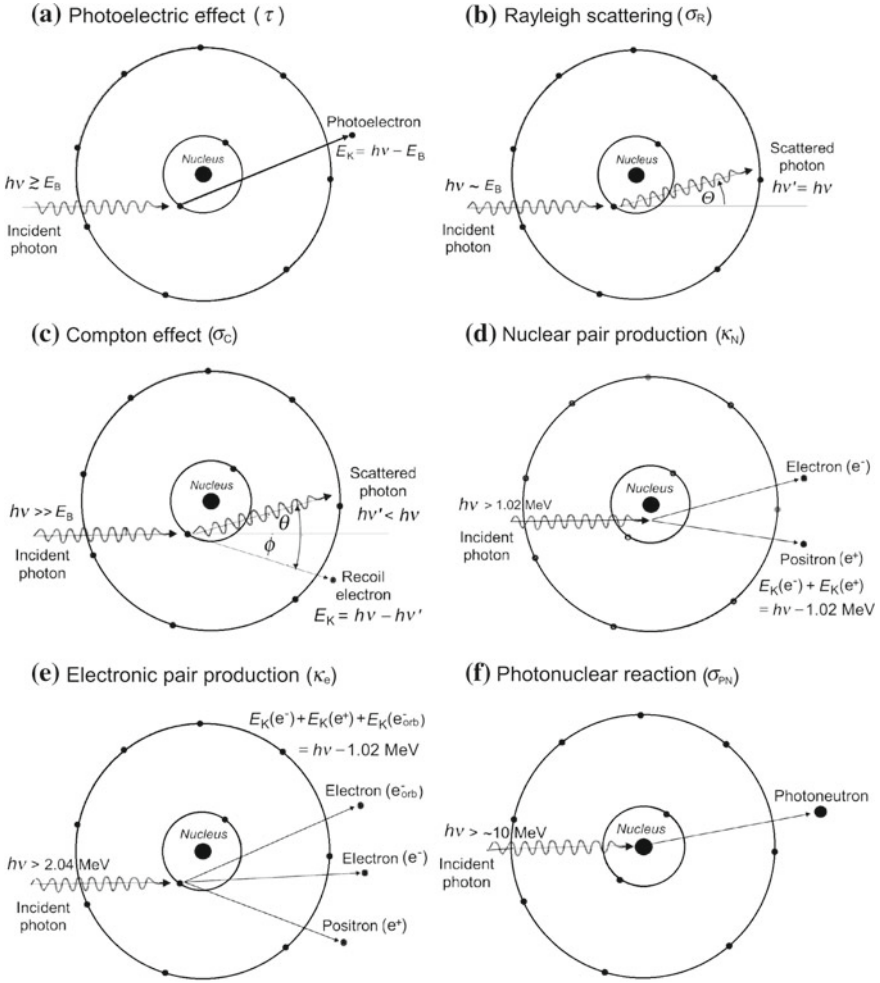 (a) Photoelectric effect (τ)
Photoelectron
E_K = hν − E_B
Nucleus
hν ≳ E_B
Incident
photon
(b) Rayleigh scattering (σ_R)
Scattered
photon
hν' = hν
Nucleus
hν ~ E_B
Θ
Incident
photon
(c) Compton effect (σ_C)
Nucleus
Scattered
photon
hν' < hν
hν >> E_B
θ
ϕ
Incident
photon
Recoil
electron
E_K = hν − hν'
(d) Nuclear pair production (κ_N)
Electron (e⁻)
Nucleus
hν > 1.02 MeV
Incident
photon
Positron (e⁺)
E_K(e⁻) + E_K(e⁺)
= hν − 1.02 MeV
(e) Electronic pair production (κ_e)
E_K(e⁻) + E_K(e⁺) + E_K(e⁻_orb)
= hν − 1.02 MeV
Electron (e⁻_orb)
Nucleus
Electron (e⁻)
hν > 2.04 MeV
Incident
photon
Positron (e⁺)
(f) Photonuclear reaction (σ_PN)
Photoneutron
Nucleus
hν > ~10 MeV
Incident
photon